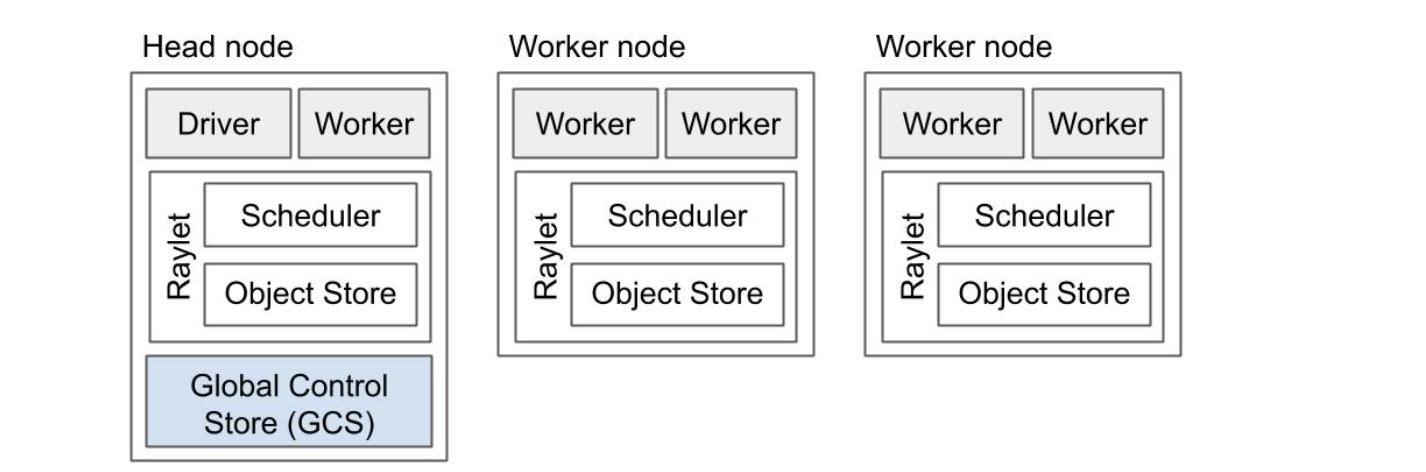 Head node
Driver
Worker
Raylet
Scheduler
Object Store
Global Control
Store (GCS)
Worker node
Worker
Worker
Raylet
Scheduler
Object Store
Worker node
Worker
Worker
Raylet
Scheduler
Object Store